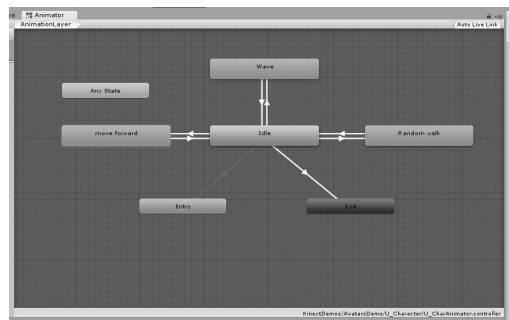 Animator
AnimationLayer
Auto Live Link
Wave
Any State
move forward
Idle
Random walk
Entry
Exit
KinectDemos/AvatarsDemo/U_Character/U_CharAnimator.controller